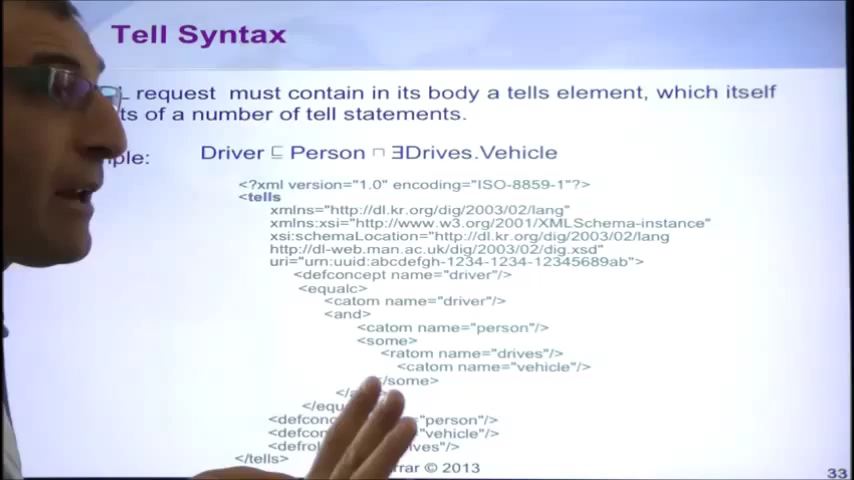 Tell Syntax
request must contain in its body a tells element, which itself
of a number of tell statements.
Driver ⊑ Person ⊓ ∃Drives.Vehicle
<?xml version="1.0" encoding="ISO-8859-1"?>
<tells
xmlns="http://dl.kr.org/dig/2003/02/lang"
xmlns:xsi="http://www.w3.org/2001/XMLSchema-instance"
xsi:schemaLocation="http://dl.kr.org/dig/2003/02/lang
http://dl-web.man.ac.uk/dig/2003/02/dig.xsd"
uri="urn:uuid:abcdefgh-1234-1234-12345689ab">
<defconcept name="driver"/>
<equalc>
<catom name="driver"/>
<and>
<catom name="person"/>
<some>
<ratom name="drives"/>
<catom name="vehicle"/>
/some>
</
</equ
<defconc ="person"/>
<defcon "vehicle"/>
<defrol ives"/>
</tells>
rrar © 2013
33